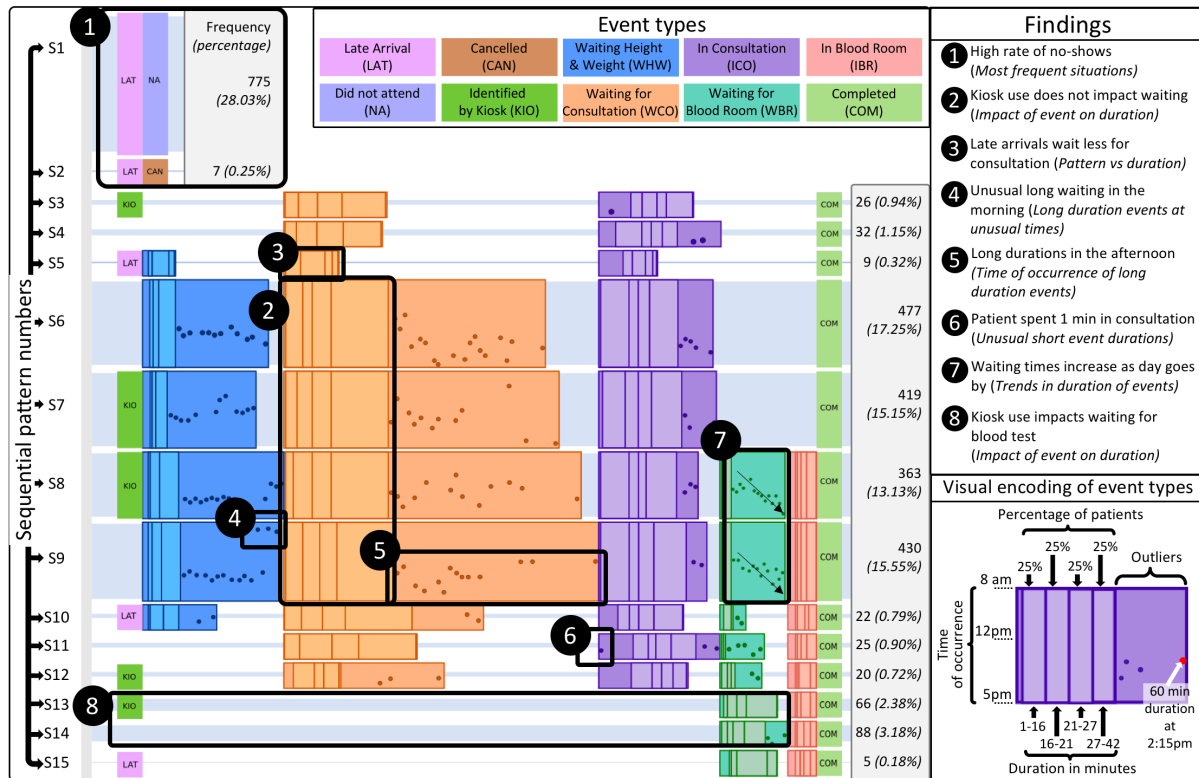 1
Frequency
(percentage)
Sequential pattern numbers
S1
LAT
NA
775
(28.03%)
S2
LAT
CAN
7 (0.25%)
Event types
Late Arrival
(LAT)
Cancelled
(CAN)
Waiting Height
& Weight (WHW)
In Consultation
(ICO)
In Blood Room
(IBR)
Did not attend
(NA)
Identified
by Kiosk (KIO)
Waiting for
Consultation (WCO)
Waiting for
Blood Room (WBR)
Completed
(COM)
S3
KIO
COM
26 (0.94%)
S4
COM
32 (1.15%)
3
S5
LAT
COM
9 (0.32%)
2
S6
COM
477
(17.25%)
S7
KIO
COM
419
(15.15%)
7
S8
KIO
COM
363
(13.13%)
4
5
S9
COM
430
(15.55%)
S10
LAT
COM
22 (0.79%)
6
S11
COM
25 (0.90%)
S12
KIO
COM
20 (0.72%)
8
S13
KIO
COM
66 (2.38%)
S14
COM
88 (3.18%)
S15
LAT
COM
5 (0.18%)
Findings
1
High rate of no-shows
(Most frequent situations)
2
Kiosk use does not impact waiting
(Impact of event on duration)
3
Late arrivals wait less for
consultation (Pattern vs duration)
4
Unusual long waiting in the
morning (Long duration events at
unusual times)
5
Long durations in the afternoon
(Time of occurrence of long
duration events)
6
Patient spent 1 min in consultation
(Unusual short event durations)
7
Waiting times increase as day goes
by (Trends in duration of events)
8
Kiosk use impacts waiting for
blood test
(Impact of event on duration)
Visual encoding of event types
Percentage of patients
25%
25%
25%
25%
Outliers
8 am
12pm
5pm
Time
of occurrence
60 min
duration
at
2:15pm
1-16
16-21
21-27
27-42
Duration in minutes